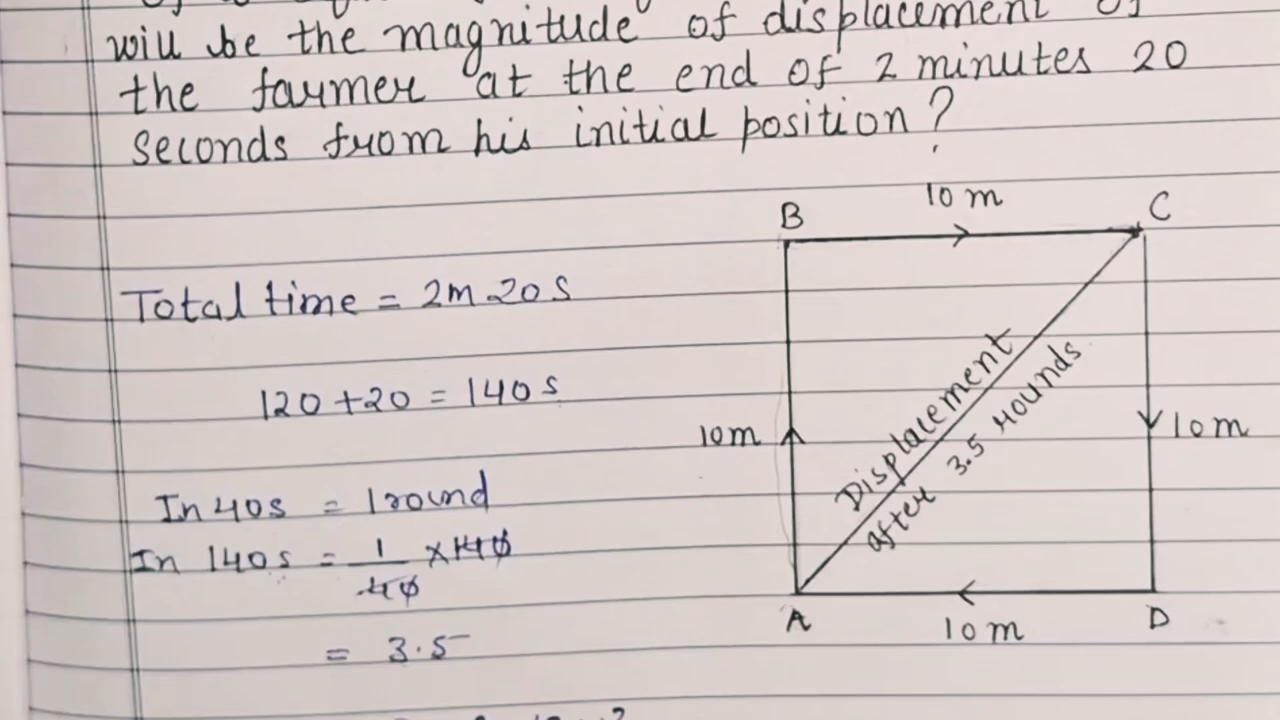 will be the magnitude of displacement of
the farmer at the end of 2 minutes 20
seconds from his initial position?
10 m
B
C
Total time = 2m 20s
120 +20 = 140 s
10m
10m
Displacement
after 3.5 rounds
In 40s = 1 round
In 140s = 1/40 × 140
= 3.5
A
10 m
D